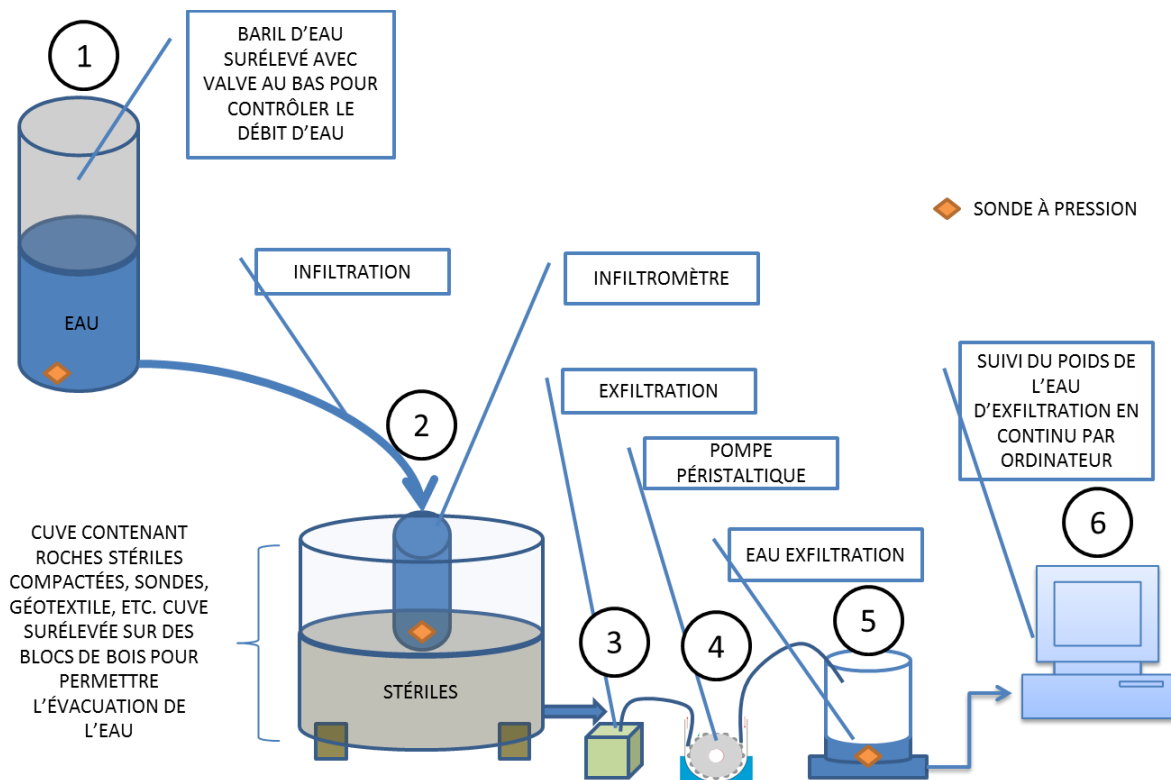 1
BARIL D'EAU
SURÉLEVÉ AVEC
VALVE AU BAS POUR
CONTRÔLER LE
DÉBIT D'EAU
SONDE À PRESSION
INFILTRATION
INFILTROMÈTRE
EAU
SUIVI DU POIDS DE
L'EAU
D'EXFILTRATION EN
CONTINU PAR
ORDINATEUR
EXFILTRATION
2
POMPE
PÉRISTALTIQUE
6
CUVE CONTENANT
ROCHES STÉRILES
COMPACTÉES, SONDES,
GÉOTEXTILE, ETC. CUVE
SURÉLEVÉE SUR DES
BLOCS DE BOIS POUR
PERMETTRE
L'ÉVACUATION DE
L'EAU
EAU EXFILTRATION
3
4
5
STÉRILES